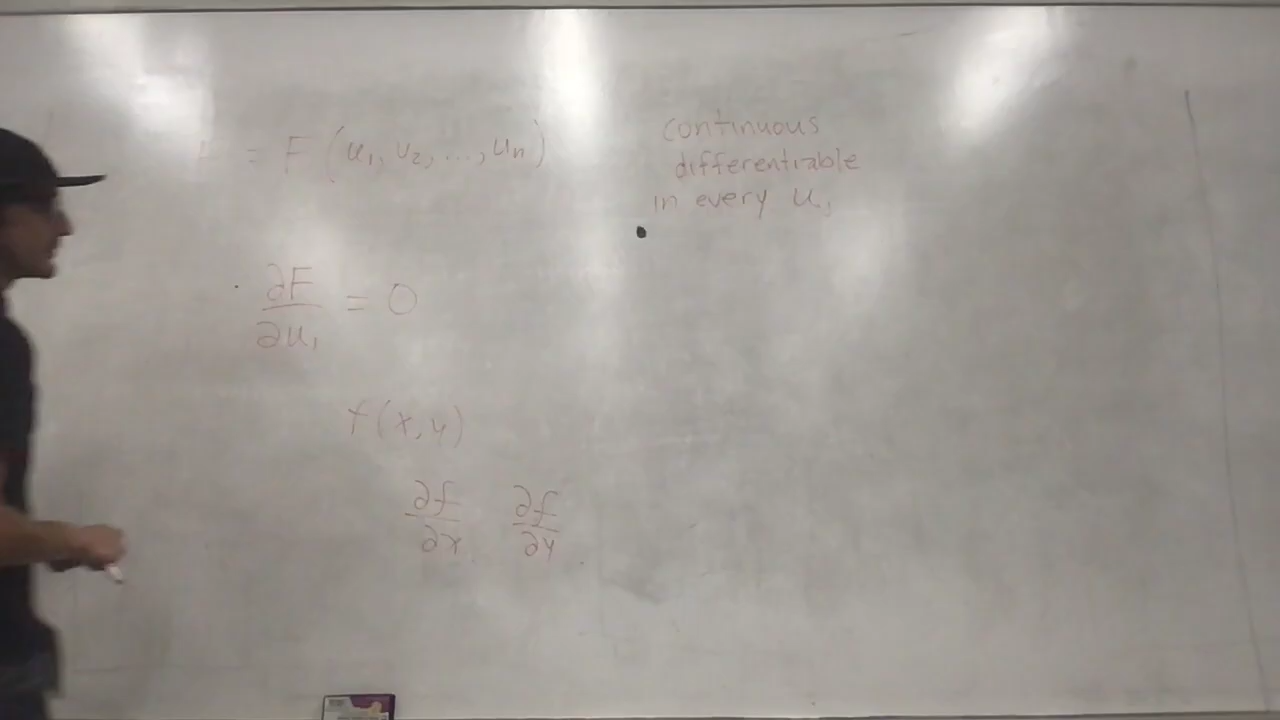 = F (u₁, u₂, ..., uₙ)
continuous
differentiable
in every uᵢ
∂F/∂u₁ = 0
f(x,y)
∂f/∂x ∂f/∂y